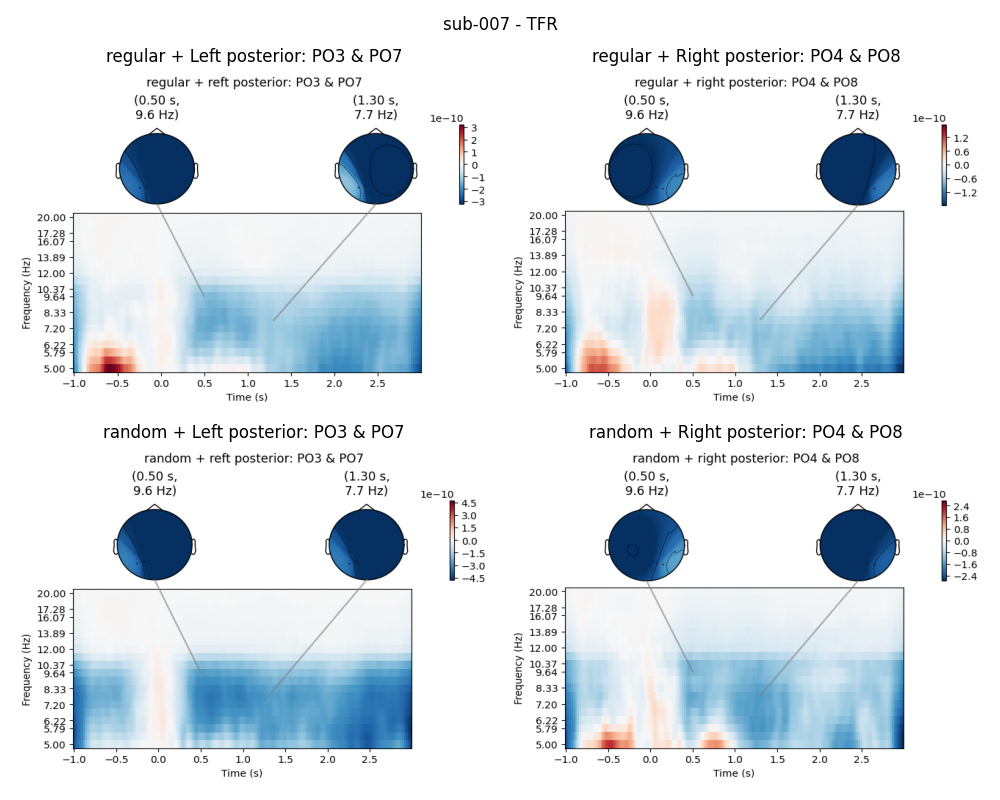 sub-007 - TFR
regular + Left posterior: PO3 & PO7
regular + reft posterior: PO3 & PO7
(0.50 s,
9.6 Hz)
(1.30 s,
7.7 Hz)
1e−10
3
2
1
0
−1
−2
−3
20.00
17.28
16.07
13.89
12.00
10.37
9.64
8.33
7.20
6.22
5.79
5.00
Frequency (Hz)
−1.0 −0.5 0.0 0.5 1.0 1.5 2.0 2.5
Time (s)
regular + Right posterior: PO4 & PO8
regular + right posterior: PO4 & PO8
(0.50 s,
9.6 Hz)
(1.30 s,
7.7 Hz)
1e−10
1.2
0.6
0.0
−0.6
−1.2
20.00
17.28
16.07
13.89
12.00
10.37
9.64
8.33
7.20
6.22
5.79
5.00
Frequency (Hz)
−1.0 −0.5 0.0 0.5 1.0 1.5 2.0 2.5
Time (s)
random + Left posterior: PO3 & PO7
random + reft posterior: PO3 & PO7
(0.50 s,
9.6 Hz)
(1.30 s,
7.7 Hz)
1e−10
4.5
3.0
1.5
0.0
−1.5
−3.0
−4.5
20.00
17.28
16.07
13.89
12.00
10.37
9.64
8.33
7.20
6.22
5.79
5.00
Frequency (Hz)
−1.0 −0.5 0.0 0.5 1.0 1.5 2.0 2.5
Time (s)
random + Right posterior: PO4 & PO8
random + right posterior: PO4 & PO8
(0.50 s,
9.6 Hz)
(1.30 s,
7.7 Hz)
1e−10
2.4
1.6
0.8
0.0
−0.8
−1.6
−2.4
20.00
17.28
16.07
13.89
12.00
10.37
9.64
8.33
7.20
6.22
5.79
5.00
Frequency (Hz)
−1.0 −0.5 0.0 0.5 1.0 1.5 2.0 2.5
Time (s)